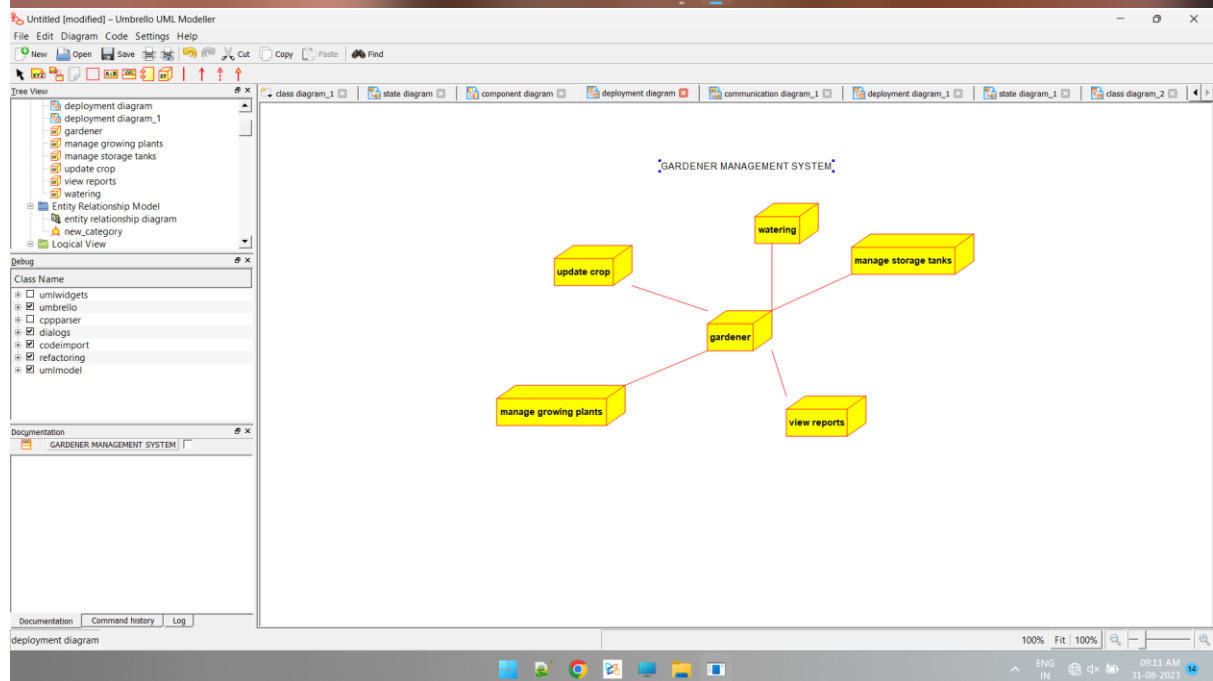 Untitled [modified] – Umbrello UML Modeller
File Edit Diagram Code Settings Help
New Open Save Cut Copy Paste Find
Tree View
class diagram_1 state diagram component diagram deployment diagram communication diagram_1 deployment diagram_1 state diagram_1 class diagram_2
deployment diagram
deployment diagram_1
gardener
manage growing plants
manage storage tanks
update crop
view reports
watering
Entity Relationship Model
entity relationship diagram
new_category
Logical View
Debug
Class Name
umlwidgets
umbrello
cppparser
dialogs
codeimport
refactoring
umlmodel
Documentation
GARDENER MANAGEMENT SYSTEM
Documentation Command history Log
GARDENER MANAGEMENT SYSTEM
watering
update crop
manage storage tanks
gardener
manage growing plants
view reports
deployment diagram
100% Fit 100%
ENG
IN
09:11 AM
31-08-2023
14